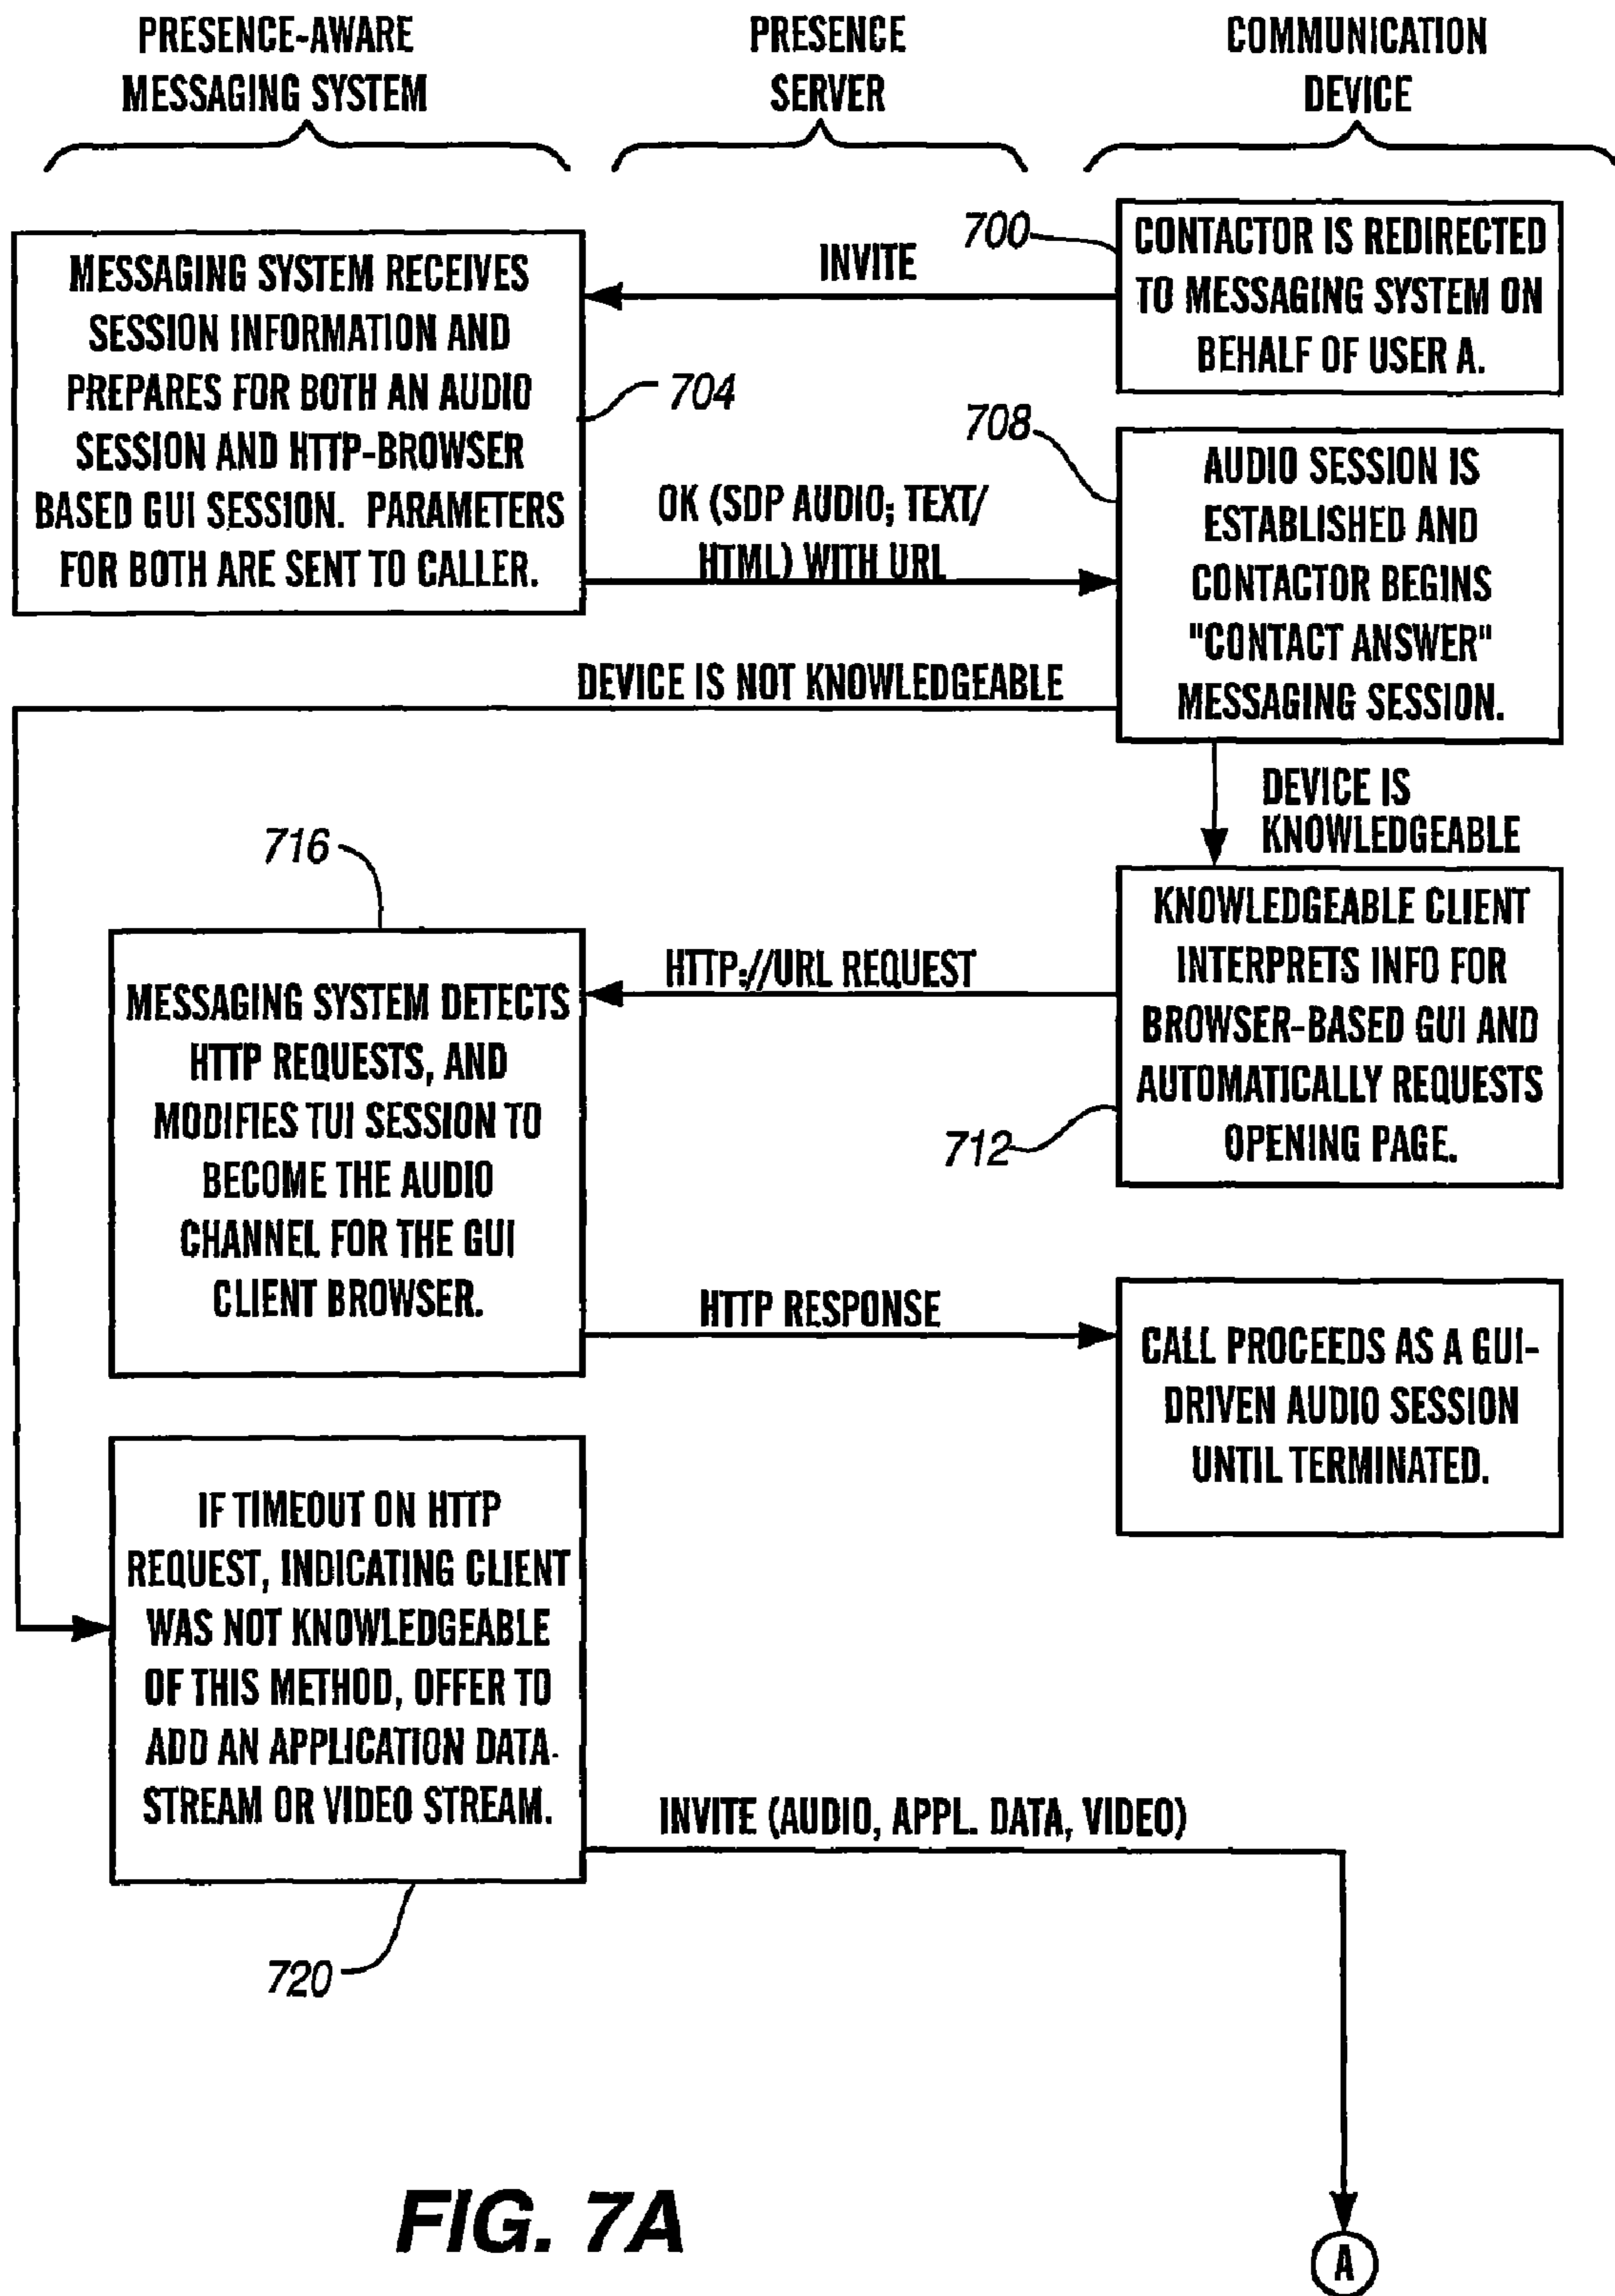 PRESENCE-AWARE
MESSAGING SYSTEM
PRESENCE
SERVER
COMMUNICATION
DEVICE
700
CONTACTOR IS REDIRECTED
TO MESSAGING SYSTEM ON
BEHALF OF USER A.
INVITE
MESSAGING SYSTEM RECEIVES
SESSION INFORMATION AND
PREPARES FOR BOTH AN AUDIO
SESSION AND HTTP-BROWSER
BASED GUI SESSION. PARAMETERS
FOR BOTH ARE SENT TO CALLER.
704
OK (SDP AUDIO; TEXT/
HTML) WITH URL
708
AUDIO SESSION IS
ESTABLISHED AND
CONTACTOR BEGINS
"CONTACT ANSWER"
MESSAGING SESSION.
DEVICE IS NOT KNOWLEDGEABLE
DEVICE IS
KNOWLEDGEABLE
KNOWLEDGEABLE CLIENT
INTERPRETS INFO FOR
BROWSER-BASED GUI AND
AUTOMATICALLY REQUESTS
OPENING PAGE.
712
HTTP://URL REQUEST
716
MESSAGING SYSTEM DETECTS
HTTP REQUESTS, AND
MODIFIES TUI SESSION TO
BECOME THE AUDIO
CHANNEL FOR THE GUI
CLIENT BROWSER.
HTTP RESPONSE
CALL PROCEEDS AS A GUI-
DRIVEN AUDIO SESSION
UNTIL TERMINATED.
IF TIMEOUT ON HTTP
REQUEST, INDICATING CLIENT
WAS NOT KNOWLEDGEABLE
OF THIS METHOD, OFFER TO
ADD AN APPLICATION DATA-
STREAM OR VIDEO STREAM.
720
INVITE (AUDIO, APPL. DATA, VIDEO)
A
FIG. 7A